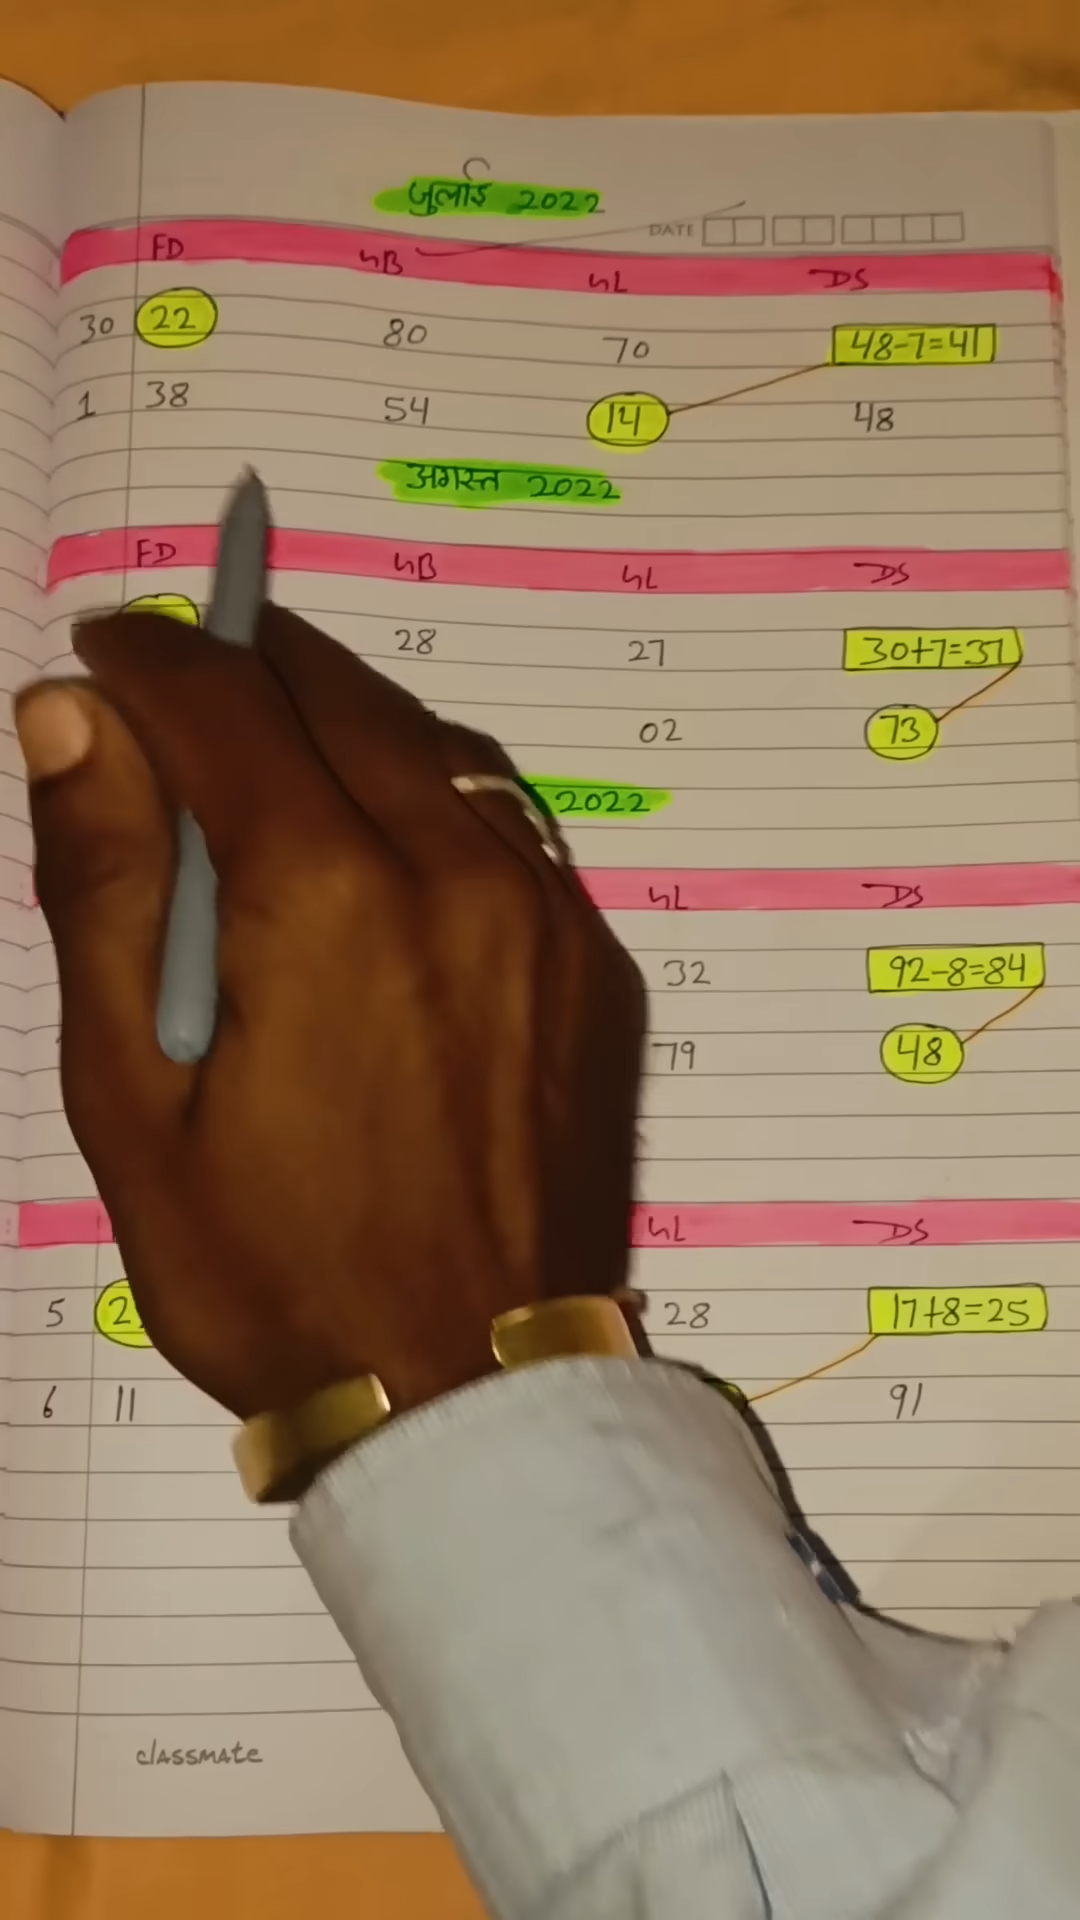 जुलाई 2022
DATE
FD GB GL DS
30 22 80 70 48-7=41
1 38 54 14 48
अगस्त 2022
FD GB GL DS
28 27 30+7=37
02 73
2022
GL DS
32 92-8=84
79 48
GL DS
5 28 17+8=25
6 11 91
classmate